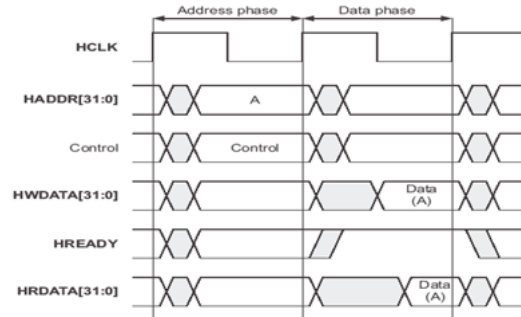 Address phase Data phase
HCLK
HADDR[31:0] A
Control Control
HWDATA[31:0] Data
(A)
HREADY
HRDATA[31:0] Data
(A)